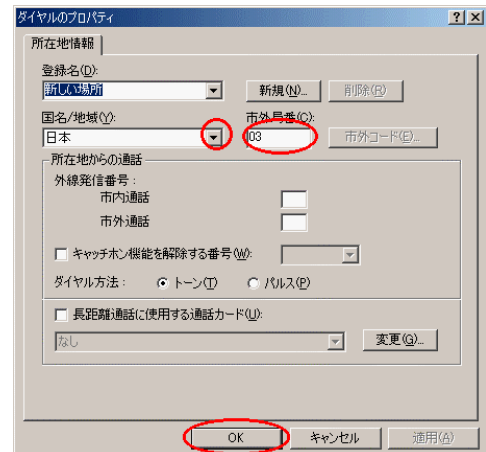 ダイヤルのプロパティ
所在地情報
登録名(D):
新しい場所 新規(N)... 削除(R)
国名/地域(Y): 市外局番(C):
日本 03 市外コード(E)...
所在地からの通話
外線発信番号:
市内通話
市外通話
キャッチホン機能を解除する番号(W):
ダイヤル方法: トーン(T) パルス(P)
長距離通話に使用する通話カード(U):
なし 変更(G)...
OK キャンセル 適用(A)